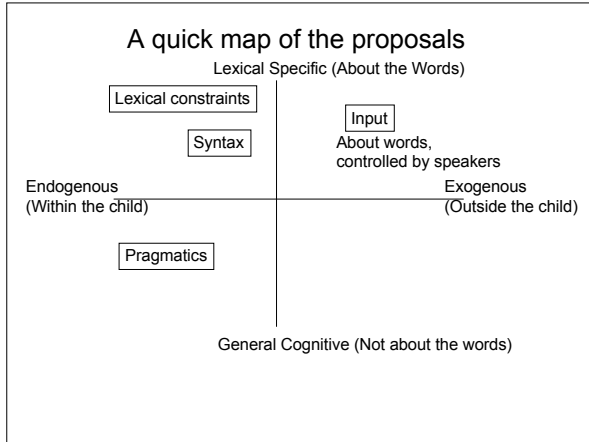 A quick map of the proposals
Lexical Specific (About the Words)
Lexical constraints
Input
Syntax
About words,
controlled by speakers
Endogenous
(Within the child)
Exogenous
(Outside the child)
Pragmatics
General Cognitive (Not about the words)